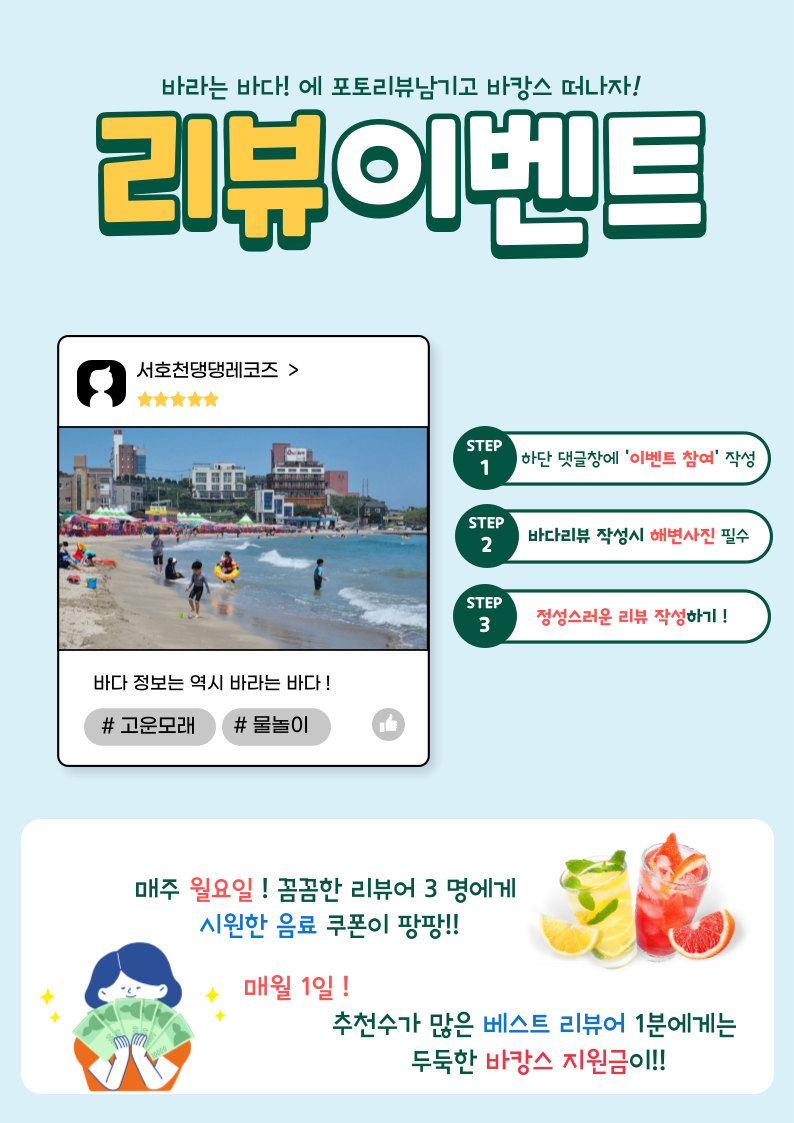 바라는 바다! 에 포토리뷰남기고 바캉스 떠나자!
리뷰이벤트
서호천댕댕레코즈 >
바다 정보는 역시 바라는 바다 !
# 고운모래 # 물놀이
STEP 1 하단 댓글창에 '이벤트 참여' 작성
STEP 2 바다리뷰 작성시 해변사진 필수
STEP 3 정성스러운 리뷰 작성하기 !
매주 월요일 ! 꼼꼼한 리뷰어 3 명에게
시원한 음료 쿠폰이 팡팡!!
매월 1일 !
추천수가 많은 베스트 리뷰어 1분에게는
두둑한 바캉스 지원금이!!